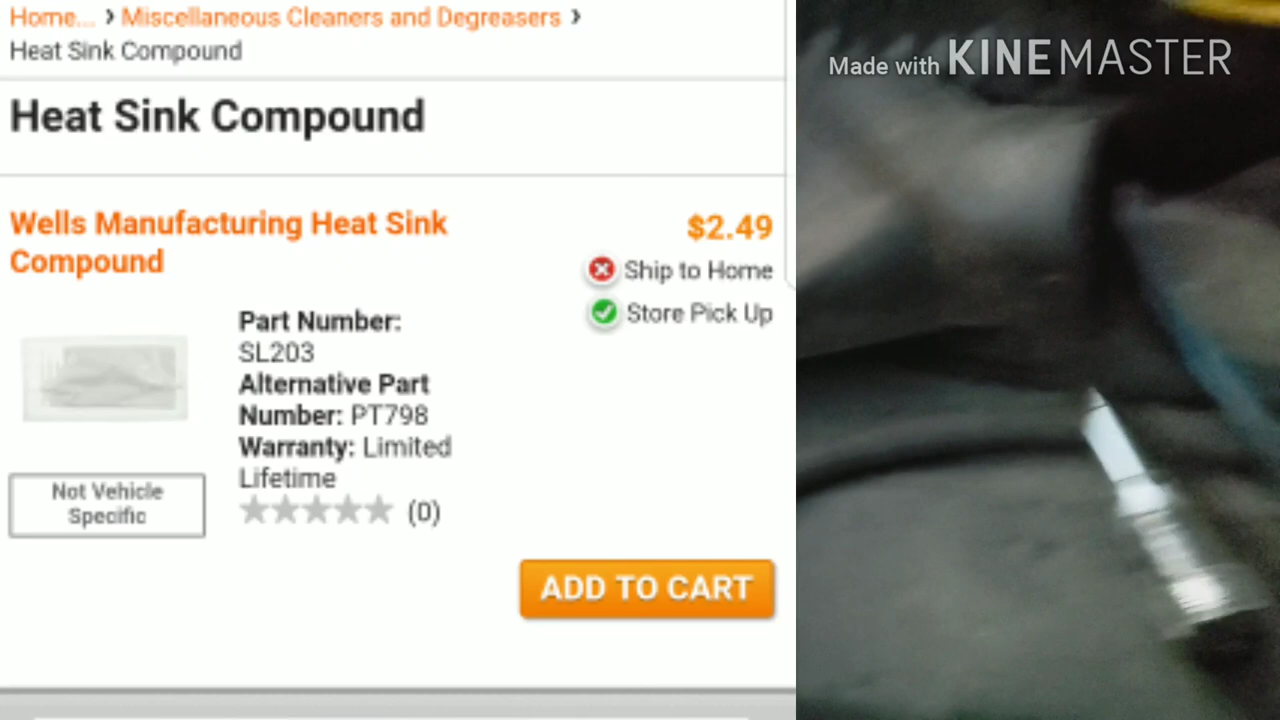 Home... › Miscellaneous Cleaners and Degreasers ›
Heat Sink Compound
Heat Sink Compound
Wells Manufacturing Heat Sink
Compound
$2.49
Ship to Home
Store Pick Up
Part Number:
SL203
Alternative Part
Number: PT798
Warranty: Limited
Lifetime
(0)
Not Vehicle
Specific
ADD TO CART
Made with KINEMASTER